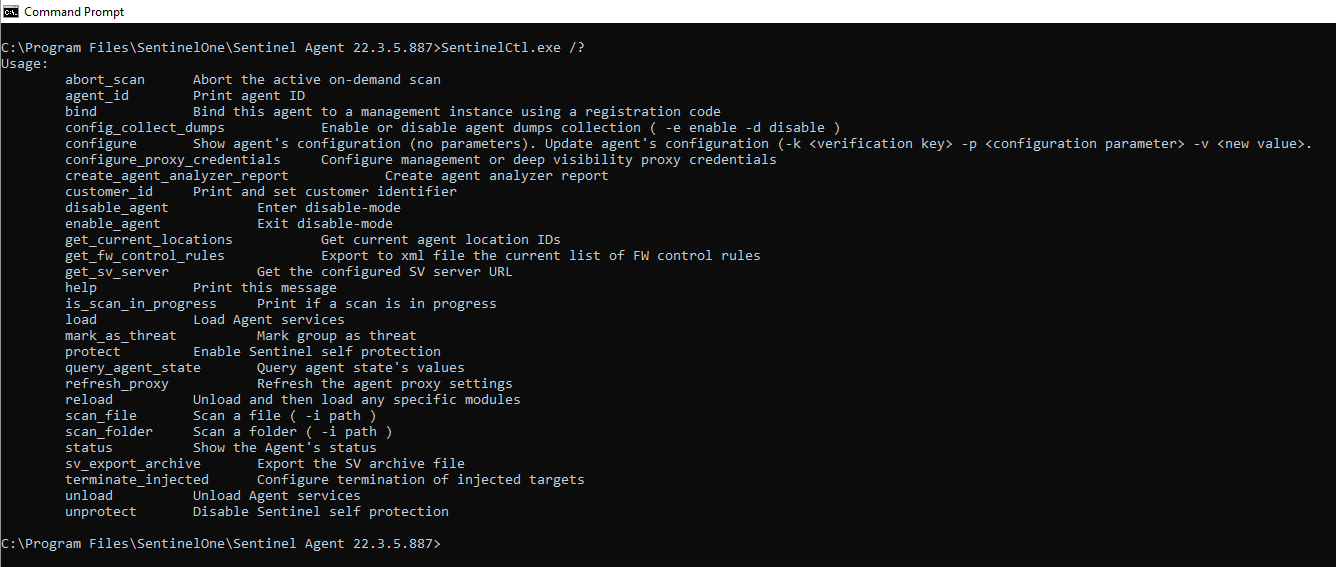 Command Prompt
C:\Program Files\SentinelOne\Sentinel Agent 22.3.5.887>SentinelCtl.exe /?
Usage:
abort_scan Abort the active on-demand scan
agent_id Print agent ID
bind Bind this agent to a management instance using a registration code
config_collect_dumps Enable or disable agent dumps collection ( -e enable -d disable )
configure Show agent's configuration (no parameters). Update agent's configuration (-k <verification key> -p <configuration parameter> -v <new value>.
configure_proxy_credentials Configure management or deep visibility proxy credentials
create_agent_analyzer_report Create agent analyzer report
customer_id Print and set customer identifier
disable_agent Enter disable-mode
enable_agent Exit disable-mode
get_current_locations Get current agent location IDs
get_fw_control_rules Export to xml file the current list of FW control rules
get_sv_server Get the configured SV server URL
help Print this message
is_scan_in_progress Print if a scan is in progress
load Load Agent services
mark_as_threat Mark group as threat
protect Enable Sentinel self protection
query_agent_state Query agent state's values
refresh_proxy Refresh the agent proxy settings
reload Unload and then load any specific modules
scan_file Scan a file ( -i path )
scan_folder Scan a folder ( -i path )
status Show the Agent's status
sv_export_archive Export the SV archive file
terminate_injected Configure termination of injected targets
unload Unload Agent services
unprotect Disable Sentinel self protection
C:\Program Files\SentinelOne\Sentinel Agent 22.3.5.887>